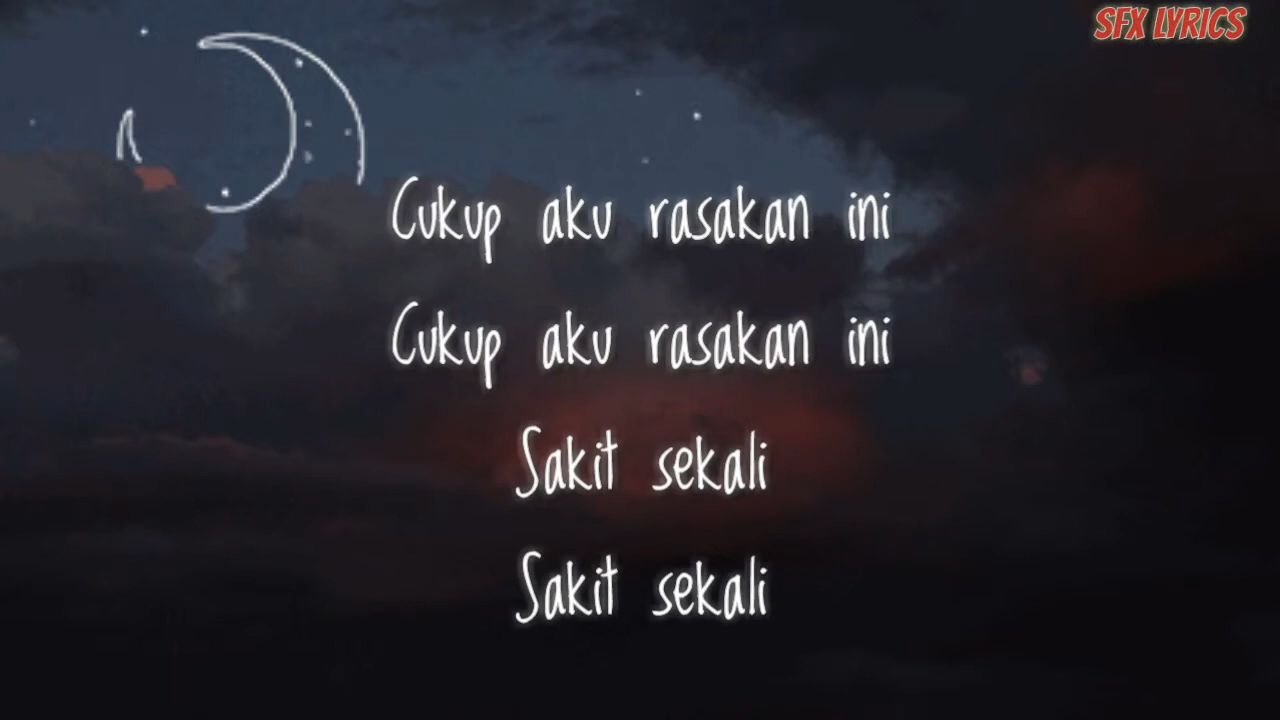 SFX LYRICS
Cukup aku rasakan ini
Cukup aku rasakan ini
Sakit sekali
Sakit sekali